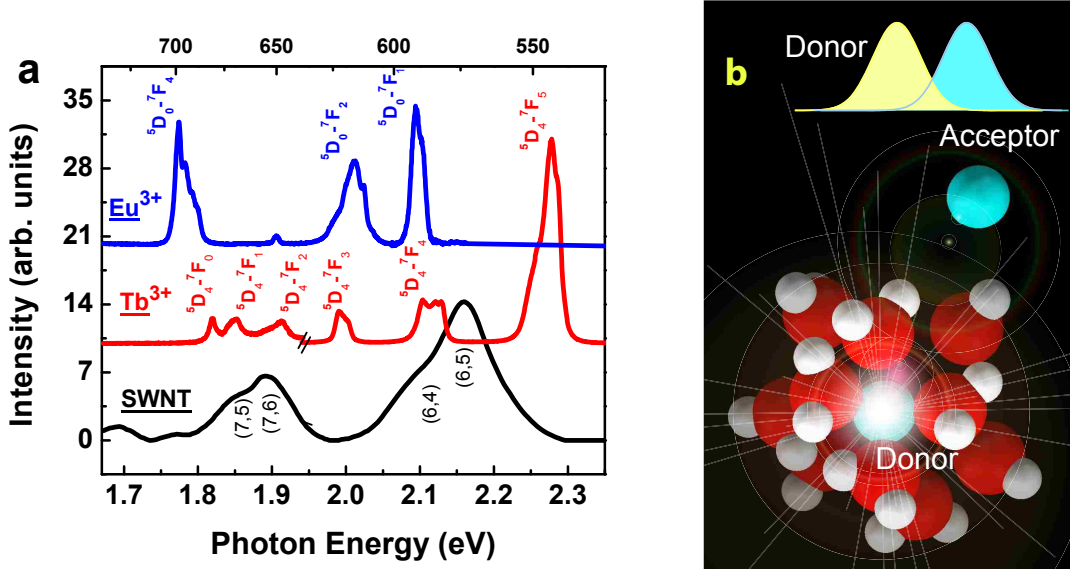 a
700 650 600 550
Intensity (arb. units)
35
28
21
14
7
0
⁵D₀-⁷F₄
⁵D₀-⁷F₂
⁵D₀-⁷F₁
⁵D₄-⁷F₅
Eu³⁺
⁵D₄-⁷F₀
⁵D₄-⁷F₁
⁵D₄-⁷F₂
⁵D₄-⁷F₃
⁵D₄-⁷F₄
Tb³⁺
SWNT
(7,5)
(7,6)
(6,4)
(6,5)
1.7 1.8 1.9 2.0 2.1 2.2 2.3
Photon Energy (eV)
b
Donor
Acceptor
Donor